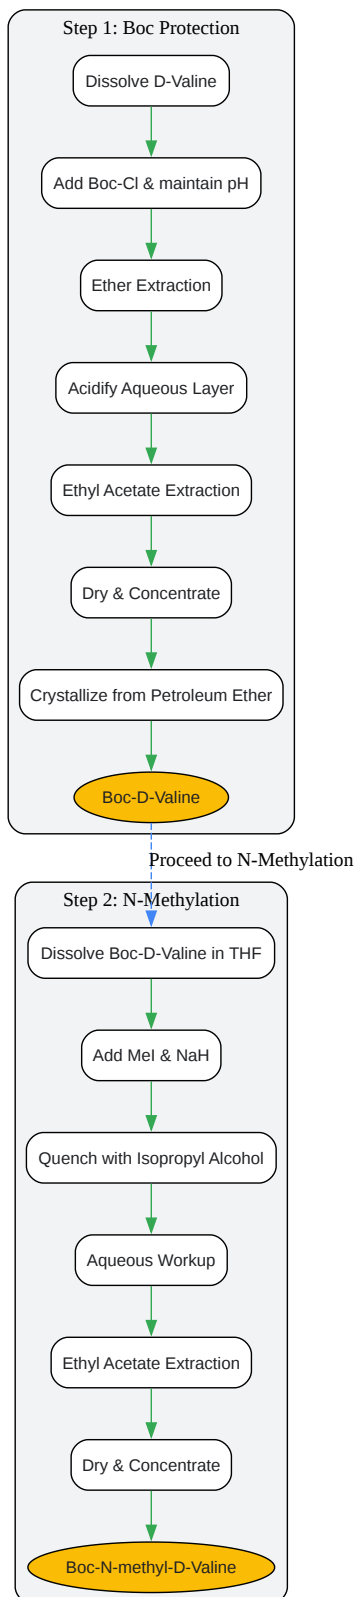 Step 1: Boc Protection
Dissolve D-Valine
Add Boc-Cl & maintain pH
Ether Extraction
Acidify Aqueous Layer
Ethyl Acetate Extraction
Dry & Concentrate
Crystallize from Petroleum Ether
Boc-D-Valine
Proceed to N-Methylation
Step 2: N-Methylation
Dissolve Boc-D-Valine in THF
Add MeI & NaH
Quench with Isopropyl Alcohol
Aqueous Workup
Ethyl Acetate Extraction
Dry & Concentrate
Boc-N-methyl-D-Valine